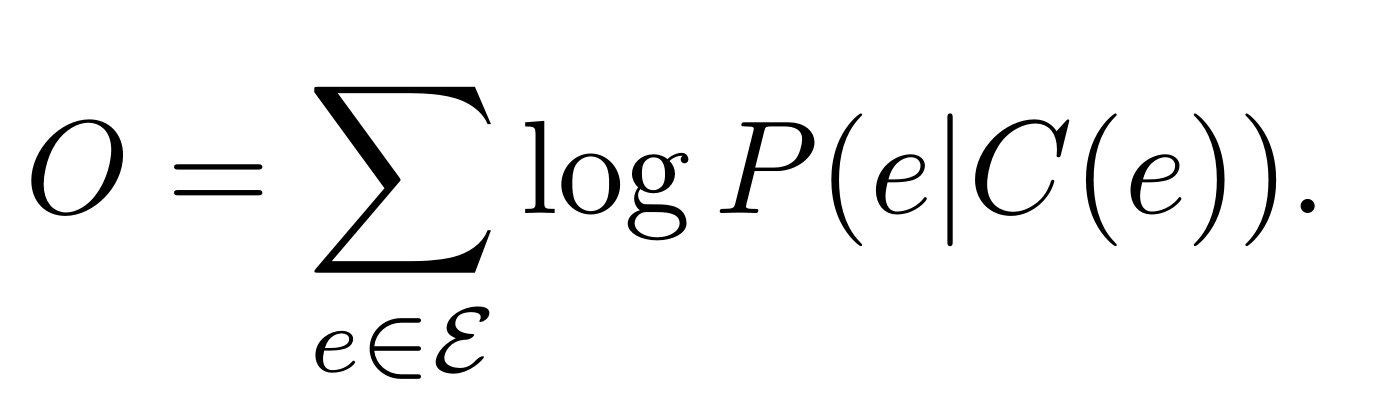 O = \sum_{e \in \mathcal{E}} \log P(e|C(e)).